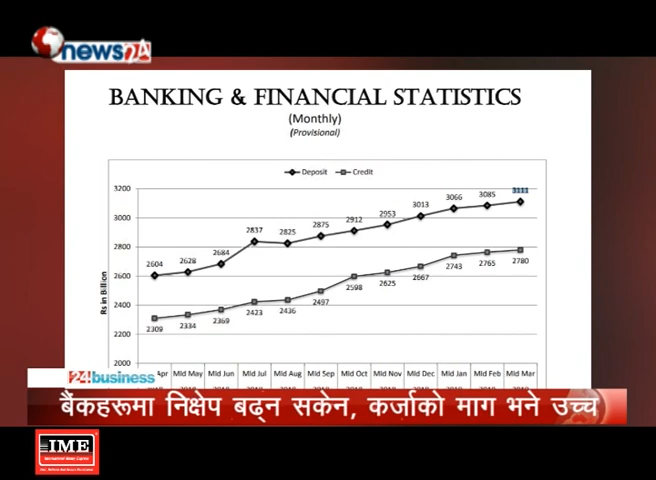 news24
BANKING & FINANCIAL STATISTICS
(Monthly)
(Provisional)
Deposit Credit
3200
3000
2800
2600
2400
2200
2000
Rs in Billion
2604 2628 2684 2837 2825 2875 2912 2953 3013 3066 3085 3111
2309 2334 2369 2423 2436 2497 2598 2625 2667 2743 2765 2780
Apr Mid May Mid Jun Mid Jul Mid Aug Mid Sep Mid Oct Mid Nov Mid Dec Mid Jan Mid Feb Mid Mar
24business
बैंकहरूमा निक्षेप बढ्न सकेन, कर्जाको माग भने उच्च
IME